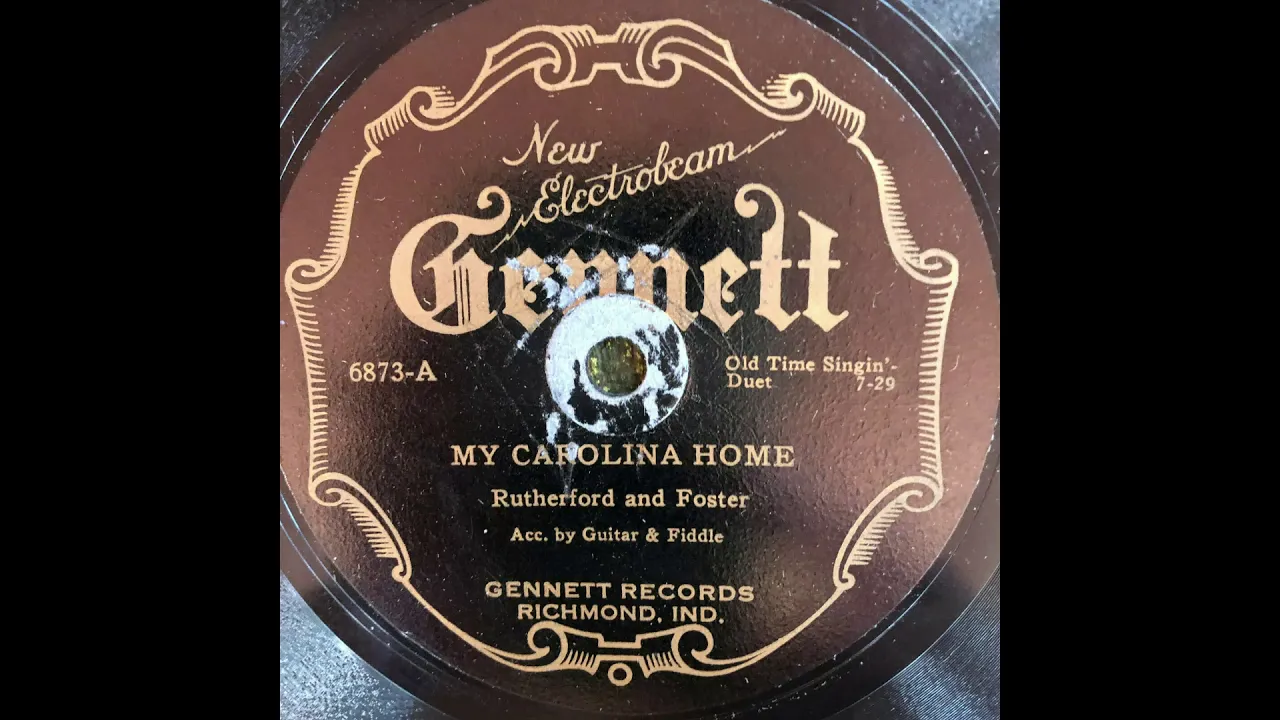 New
Electrobeam
Gennett
6873-A
Old Time Singin'-
Duet 7-29
MY CAROLINA HOME
Rutherford and Foster
Acc. by Guitar & Fiddle
GENNETT RECORDS
RICHMOND, IND.